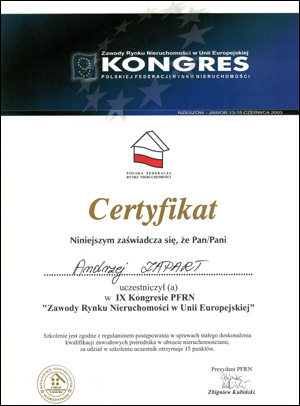 Zawody Rynku Nieruchomości w Unii Europejskiej
KONGRES
POLSKIEJ FEDERACJI RYNKU NIERUCHOMOŚCI
RZESZÓW - JAWOR 13-15 CZERWCA 2003
POLSKA FEDERACJA
RYNKU NIERUCHOMOŚCI
Certyfikat
Niniejszym zaświadcza się, że Pan/Pani
Andrzej ZAPART
uczestniczył (a)
w IX Kongresie PFRN
"Zawody Rynku Nieruchomości w Unii Europejskiej"
Szkolenie jest zgodne z regulaminem postępowania w sprawach stałego doskonalenia
kwalifikacji zawodowych pośrednika w obrocie nieruchomościami,
za udział w szkoleniu uczestnik otrzymuje 15 punktów.
Prezydent PFRN
Zbigniew Kubiński